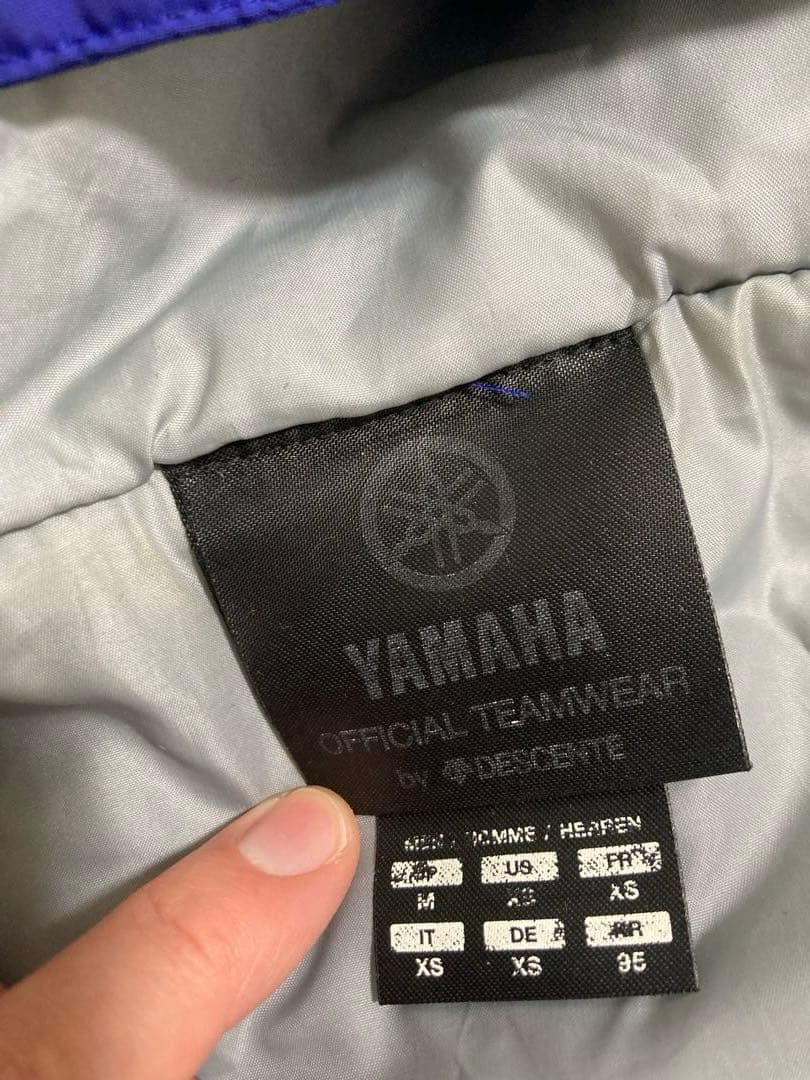 YAMAHA
OFFICIAL TEAMWEAR
by DESCENTE
MEN / HOMME / HERREN
JP US FR
M XS XS
IT DE KR
XS XS 95